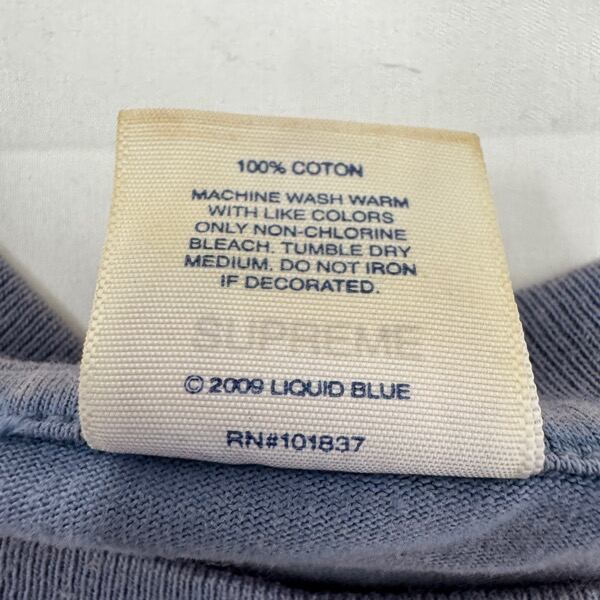 100% COTON
MACHINE WASH WARM
WITH LIKE COLORS
ONLY NON-CHLORINE
BLEACH. TUMBLE DRY
MEDIUM. DO NOT IRON
IF DECORATED.
SUPREME
© 2009 LIQUID BLUE
RN#101837